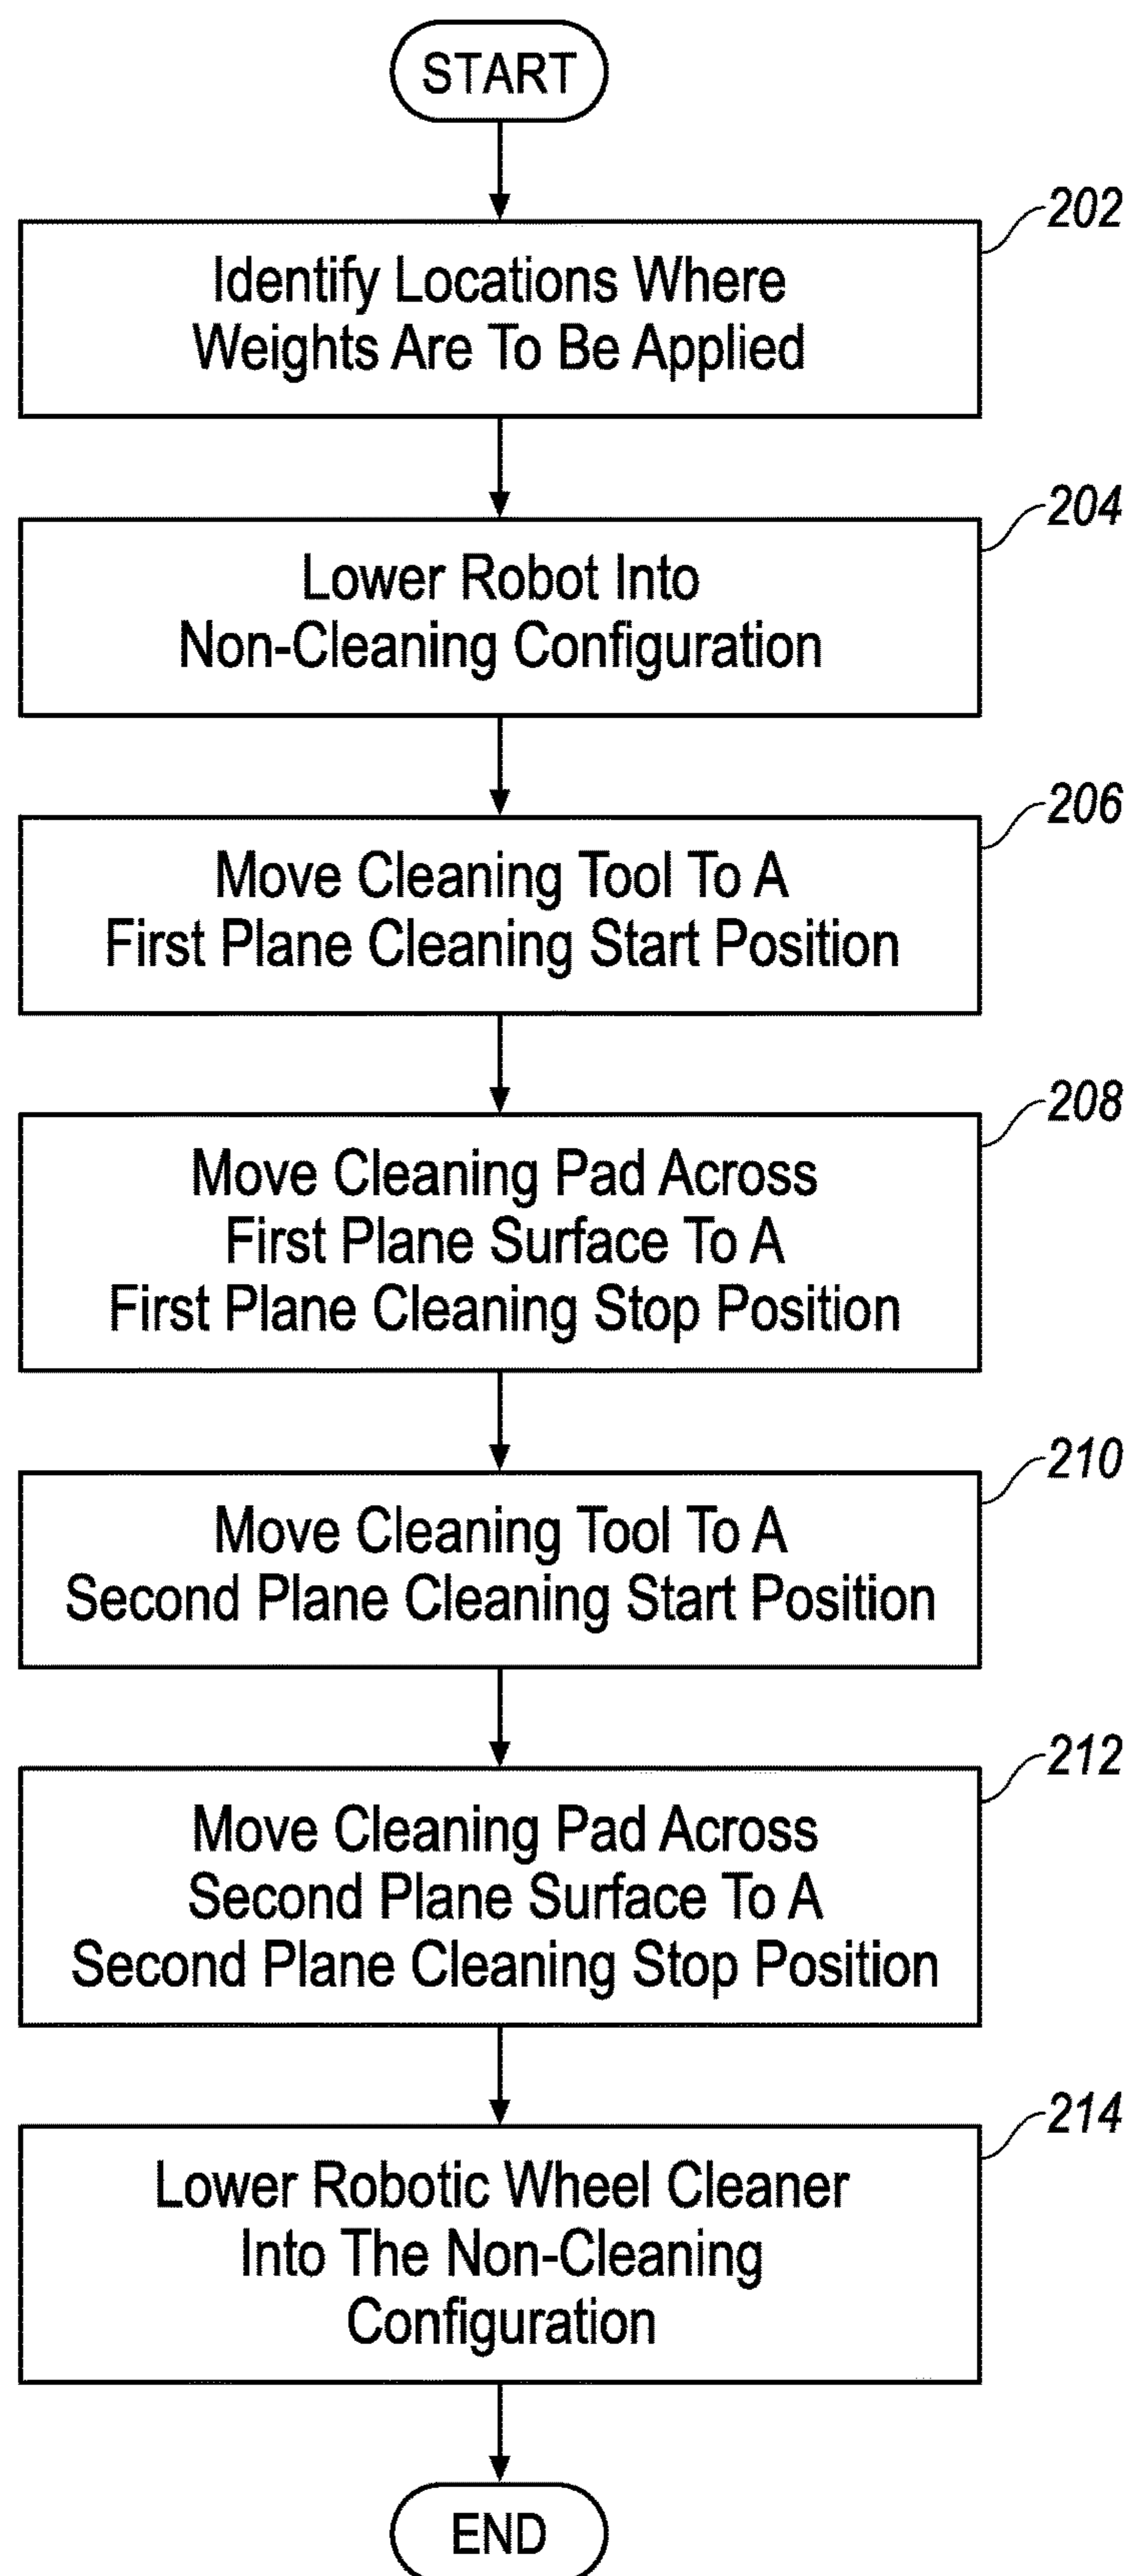 START
202
Identify Locations Where
Weights Are To Be Applied
204
Lower Robot Into
Non-Cleaning Configuration
206
Move Cleaning Tool To A
First Plane Cleaning Start Position
208
Move Cleaning Pad Across
First Plane Surface To A
First Plane Cleaning Stop Position
210
Move Cleaning Tool To A
Second Plane Cleaning Start Position
212
Move Cleaning Pad Across
Second Plane Surface To A
Second Plane Cleaning Stop Position
214
Lower Robotic Wheel Cleaner
Into The Non-Cleaning
Configuration
END